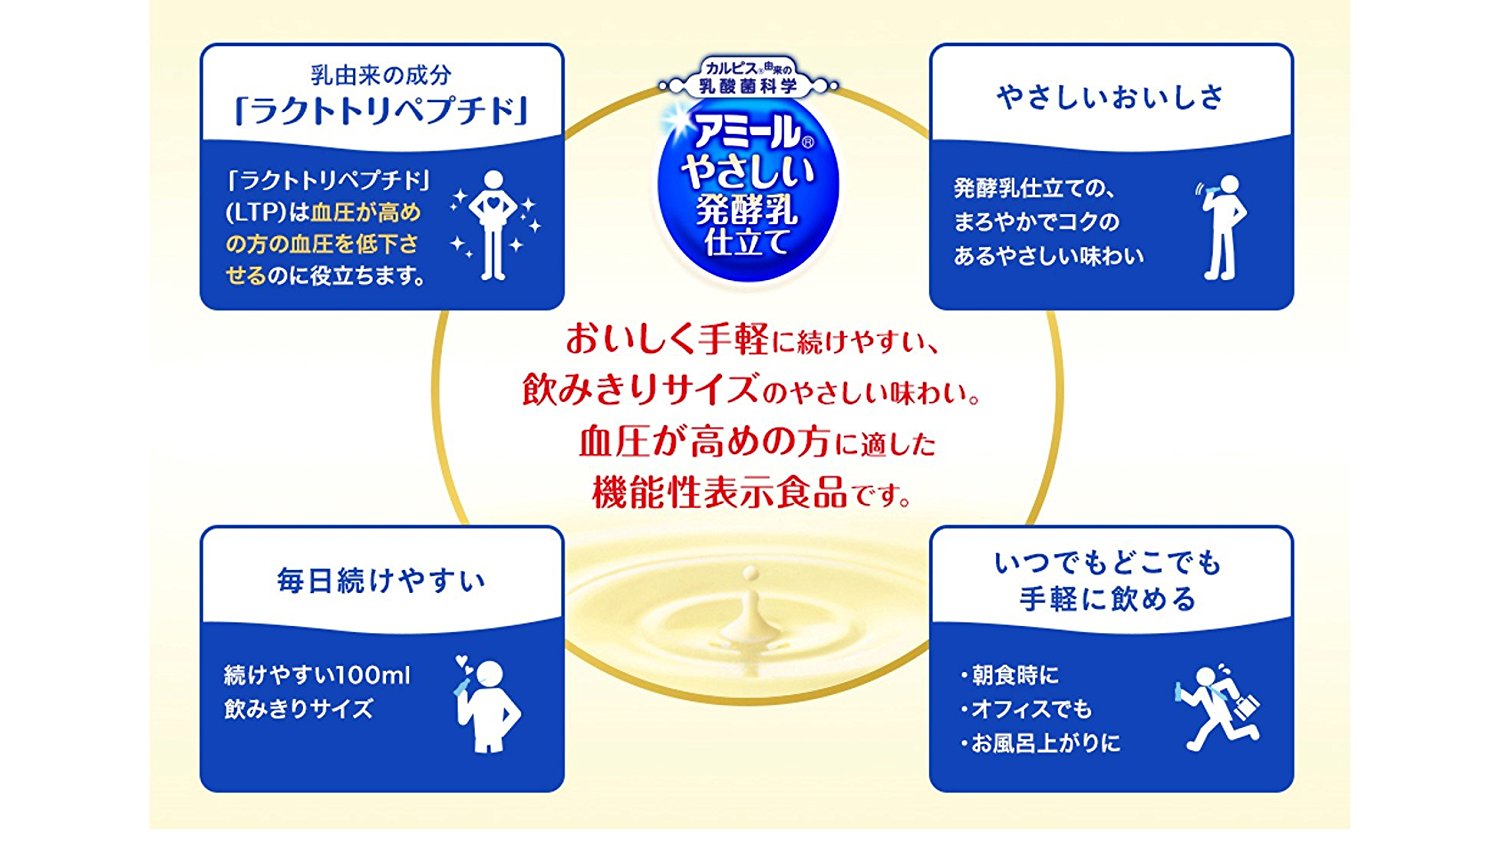 乳由来の成分
「ラクトトリペプチド」
「ラクトトリペプチド」
(LTP)は血圧が高め
の方の血圧を低下さ
せるのに役立ちます。
カルピス®由来の
乳酸菌科学
アミール®
やさしい
発酵乳
仕立て
やさしいおいしさ
発酵乳仕立ての、
まろやかでコクの
あるやさしい味わい
おいしく手軽に続けやすい、
飲みきりサイズのやさしい味わい。
血圧が高めの方に適した
機能性表示食品です。
毎日続けやすい
続けやすい100ml
飲みきりサイズ
いつでもどこでも
手軽に飲める
・朝食時に
・オフィスでも
・お風呂上がりに